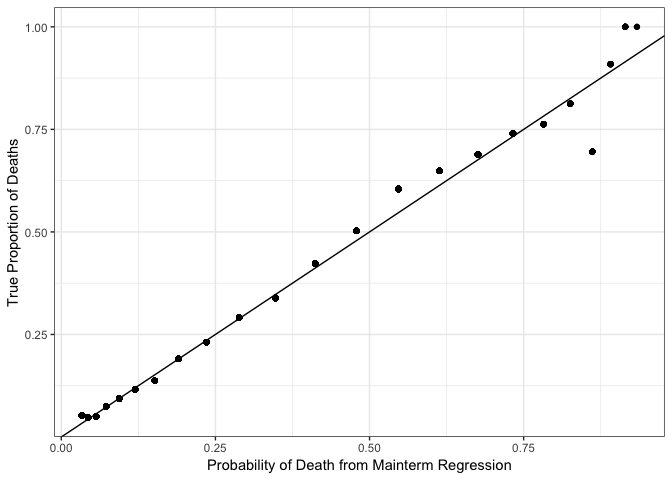 True Proportion of Deaths
1.00
0.75
0.50
0.25
0.00 0.25 0.50 0.75
Probability of Death from Mainterm Regression